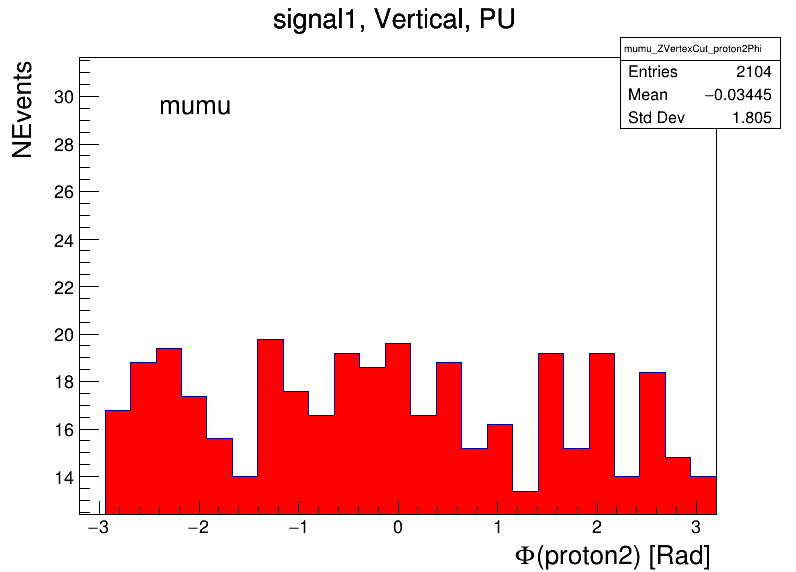 signal1, Vertical, PU
mumu_ZVertexCut_proton2Phi
Entries 2104
Mean −0.03445
Std Dev 1.805
NEvents
mumu
30
28
26
24
22
20
18
16
14
−3 −2 −1 0 1 2 3
Φ(proton2) [Rad]